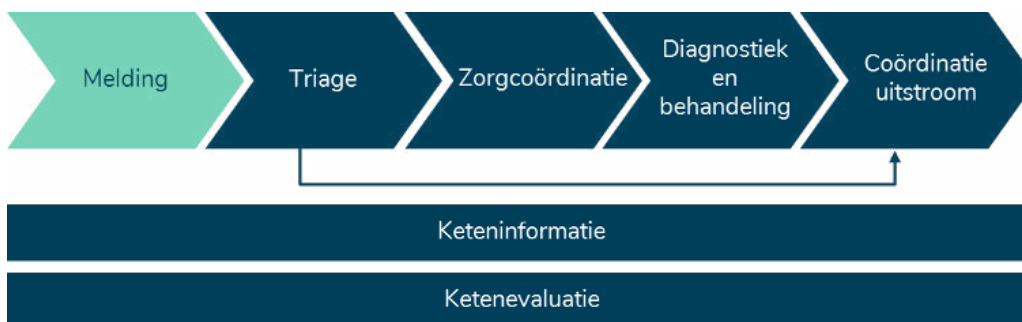 Melding
Triage
Zorgcoördinatie
Diagnostiek
en
behandeling
Coördinatie
uitstroom
Keteninformatie
Ketenevaluatie